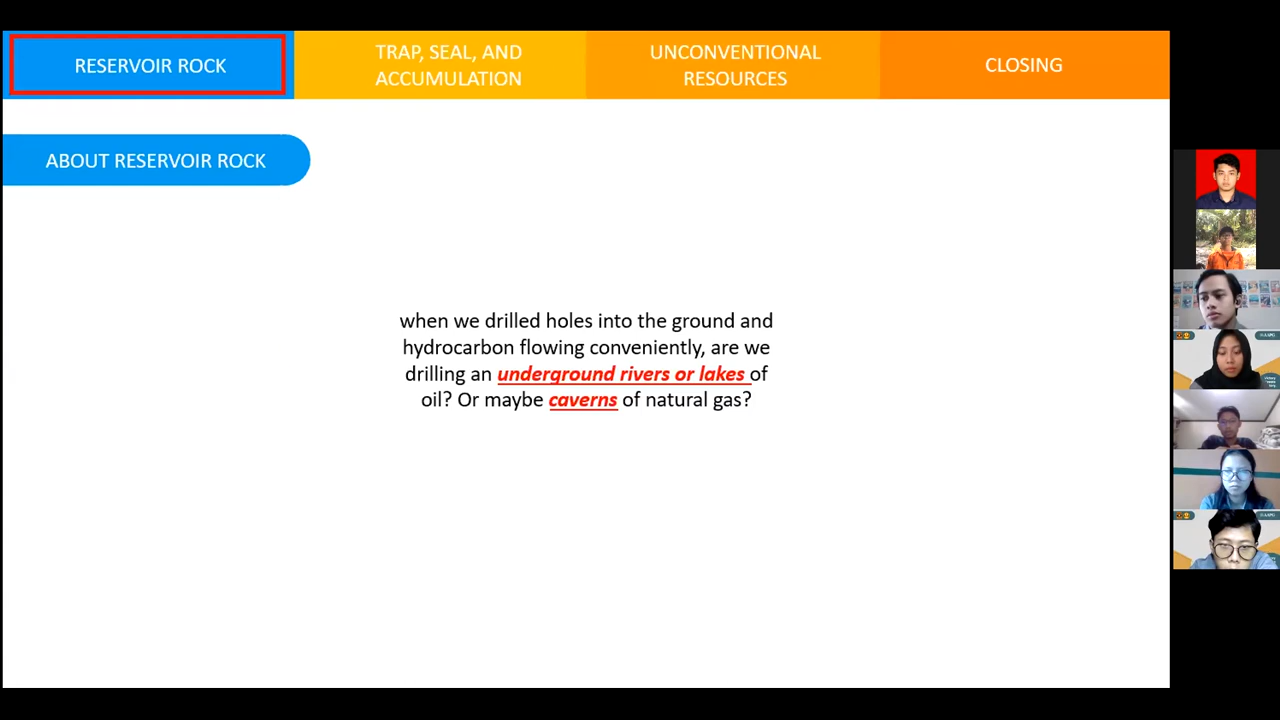 RESERVOIR ROCK
TRAP, SEAL, AND
ACCUMULATION
UNCONVENTIONAL
RESOURCES
CLOSING
ABOUT RESERVOIR ROCK
when we drilled holes into the ground and
hydrocarbon flowing conveniently, are we
drilling an underground rivers or lakes of
oil? Or maybe caverns of natural gas?